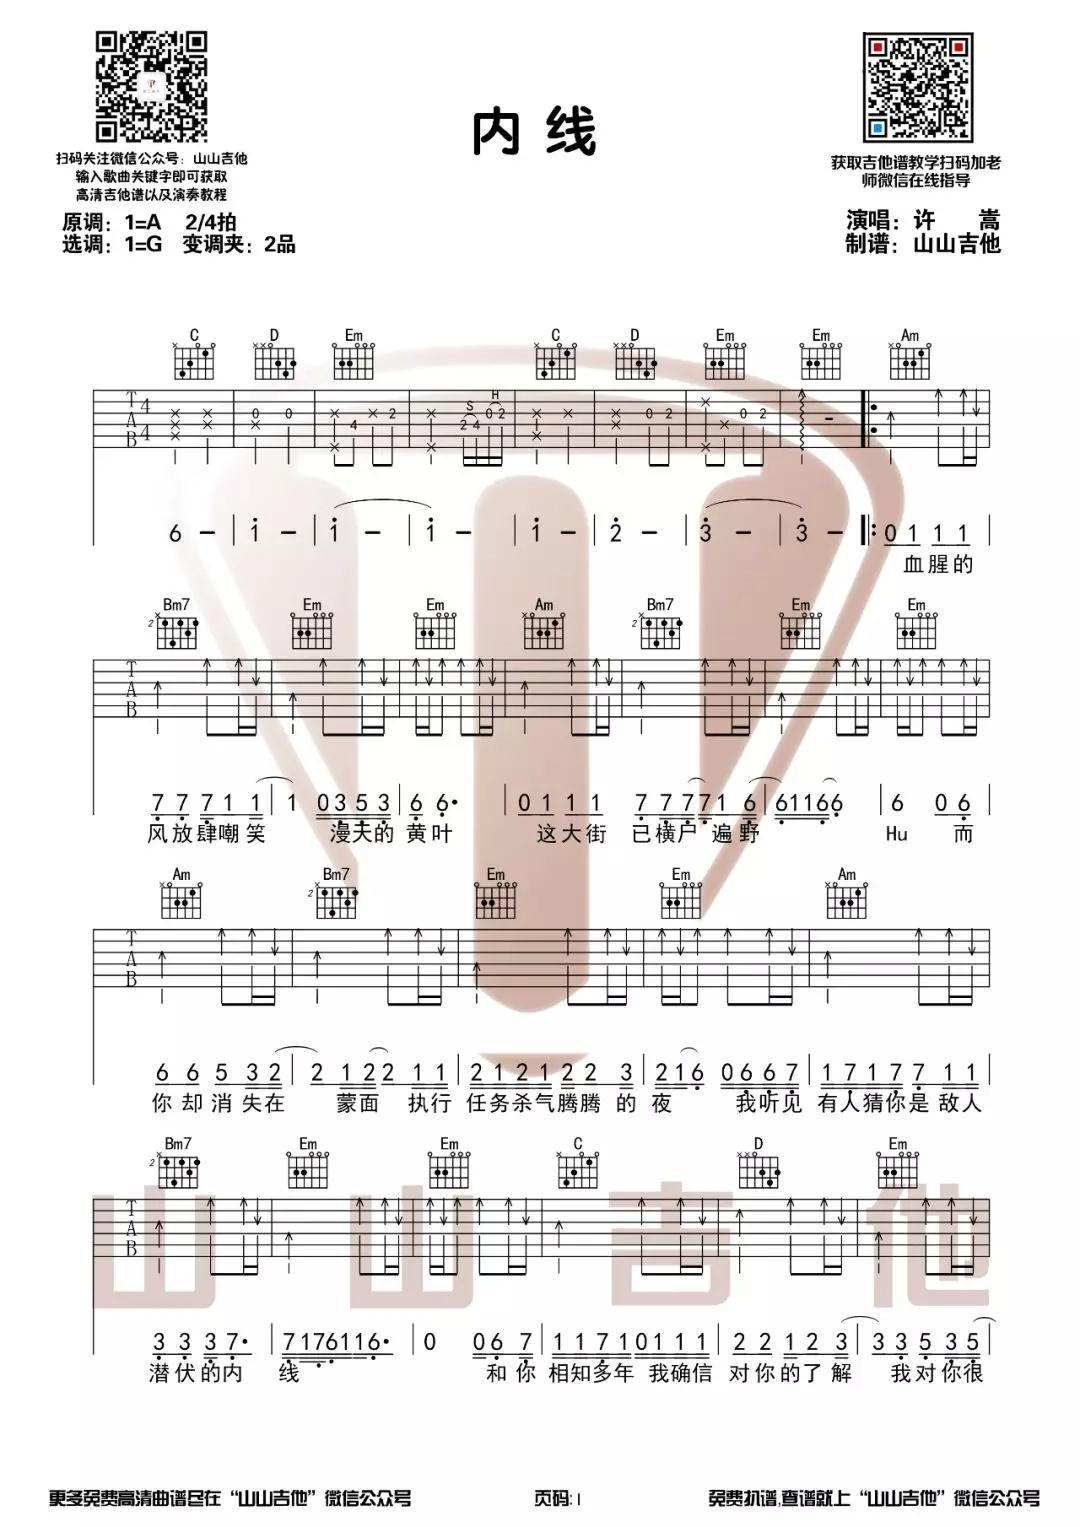 内 线
扫码关注微信公众号：山山吉他
输入歌曲关键字即可获取
高清吉他谱以及演奏教程
获取吉他谱教学扫码加老
师微信在线指导
原调：1=A 2/4拍
选调：1=G 变调夹：2品
演唱：许 嵩
制谱：山山吉他
C D Em C D Em Em Am
T A B 4 4 0 0 4 2 S H 2 4 0 2 0 2 0 2
6 – 1 – 1 – 1 – 1 – 2 – 3 – 3 – 0 1 1 1
血腥的
Bm7 Em Em Am Bm7 Em Em
2 2
T A B
7 7 7 1 1 1 0 3 5 3 6 6· 0 1 1 1 7 7 7 7 1 6 6 1 1 6 6 6 0 6
风放肆嘲笑 漫天的黄叶 这大街 已横尸遍野 Hu 而
Am Bm7 Em Em Am
2
T A B
6 6 5 3 2 2 1 2 2 1 1 2 1 2 1 2 2 3 2 1 6 0 6 6 7 1 7 1 7 7 1 1
你却消失在 蒙面 执行 任务杀气腾腾的夜 我听见 有人猜你是敌人
Bm7 Em Em C D Em
2
T A B
3 3 3 7· 7 1 7 6 1 1 6· 0 0 6 7 1 1 7 1 0 1 1 1 2 2 1 2 3 3 3 5 3 5
潜伏的内 线 和你 相知多年 我确信 对你的了解 我对你很
山山吉他
更多免费高清曲谱尽在“山山吉他”微信公众号
页码：1
免费扒谱,查谱就上“山山吉他”微信公众号